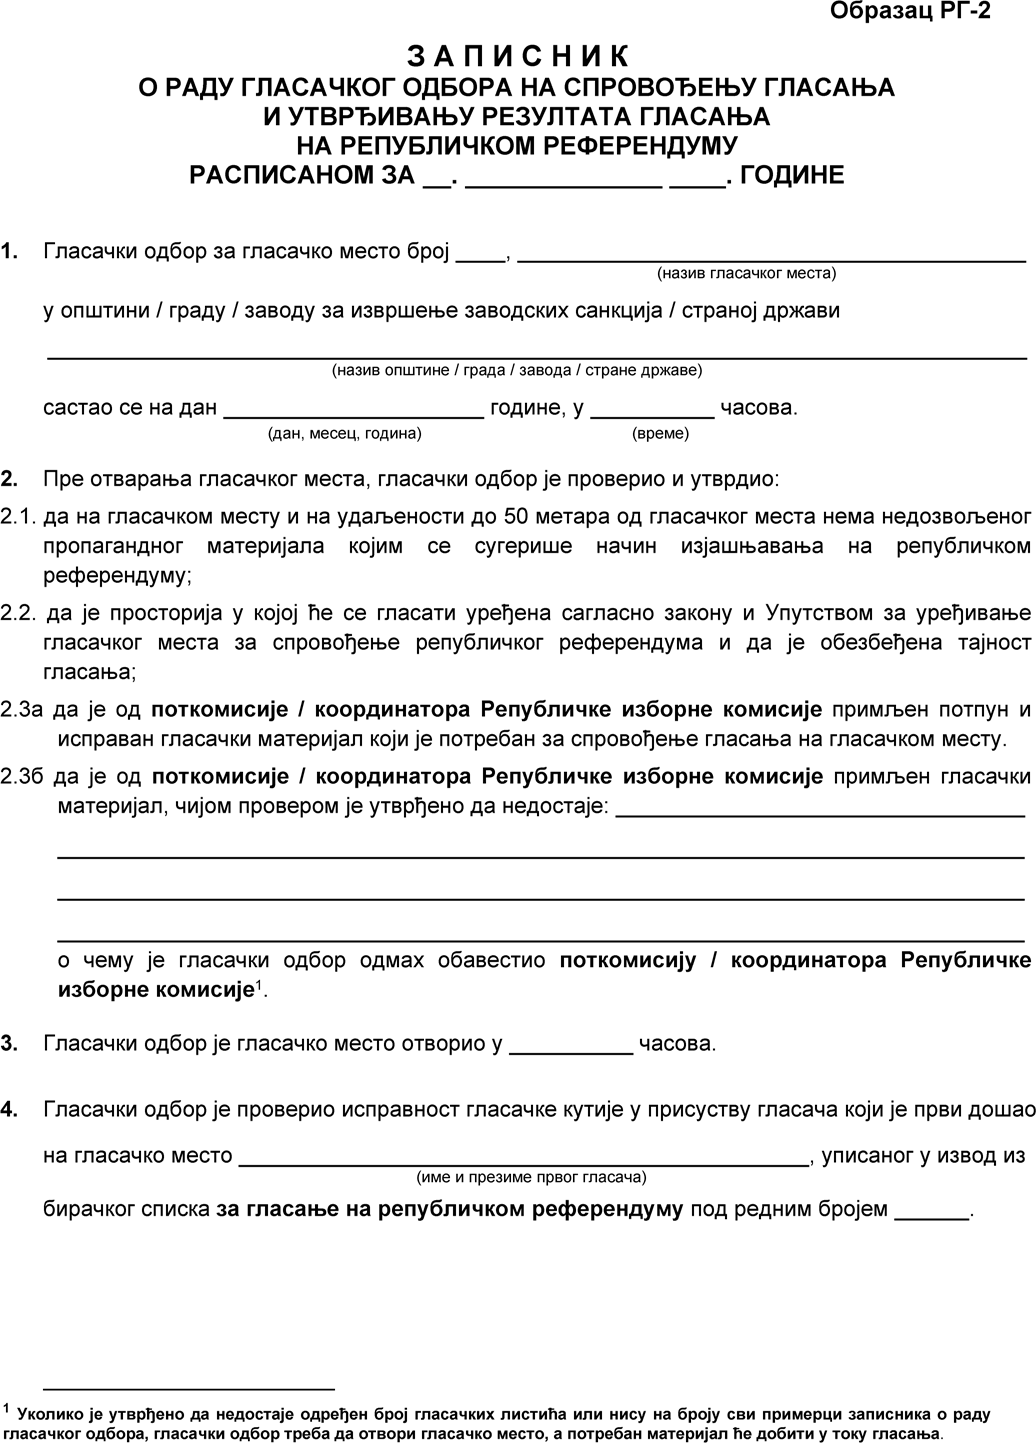 Образац РГ-2
З А П И С Н И К
О РАДУ ГЛАСАЧКОГ ОДБОРА НА СПРОВОЂЕЊУ ГЛАСАЊА
И УТВРЂИВАЊУ РЕЗУЛТАТА ГЛАСАЊА
НА РЕПУБЛИЧКОМ РЕФЕРЕНДУМУ
РАСПИСАНОМ ЗА __. ______________ ____. ГОДИНЕ
1. Гласачки одбор за гласачко место број ____, _________________________________________
(назив гласачког места)
у општини / граду / заводу за извршење заводских санкција / страној држави
_______________________________________________________________________________
(назив општине / града / завода / стране државе)
састао се на дан _____________________ године, у __________ часова.
(дан, месец, година) (време)
2. Пре отварања гласачког места, гласачки одбор је проверио и утврдио:
2.1. да на гласачком месту и на удаљености до 50 метара од гласачког места нема недозвољеног
пропагандног материјала којим се сугерише начин изјашњавања на републичком
референдуму;
2.2. да је просторија у којој ће се гласати уређена сагласно закону и Упутством за уређивање
гласачког места за спровођење републичког референдума и да је обезбеђена тајност
гласања;
2.3а да је од поткомисије / координатора Републичке изборне комисије примљен потпун и
исправан гласачки материјал који је потребан за спровођење гласања на гласачком месту.
2.3б да је од поткомисије / координатора Републичке изборне комисије примљен гласачки
материјал, чијом провером је утврђено да недостаје: _________________________________
______________________________________________________________________________
______________________________________________________________________________
______________________________________________________________________________
о чему је гласачки одбор одмах обавестио поткомисију / координатора Републичке
изборне комисије¹.
3. Гласачки одбор је гласачко место отворио у __________ часова.
4. Гласачки одбор је проверио исправност гласачке кутије у присуству гласача који је први дошао
на гласачко место ______________________________________________, уписаног у извод из
(име и презиме првог гласача)
бирачког списка за гласање на републичком референдуму под редним бројем ______.
¹ Уколико је утврђено да недостаје одређен број гласачких листића или нису на броју сви примерци записника о раду
гласачког одбора, гласачки одбор треба да отвори гласачко место, а потребан материјал ће добити у току гласања.